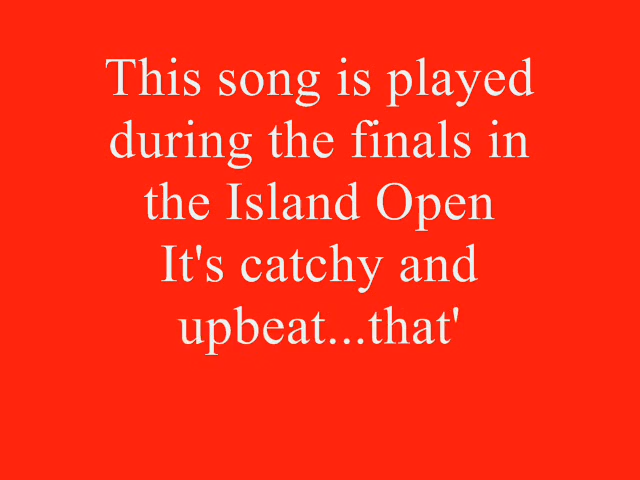 This song is played
during the finals in
the Island Open
It's catchy and
upbeat...that'